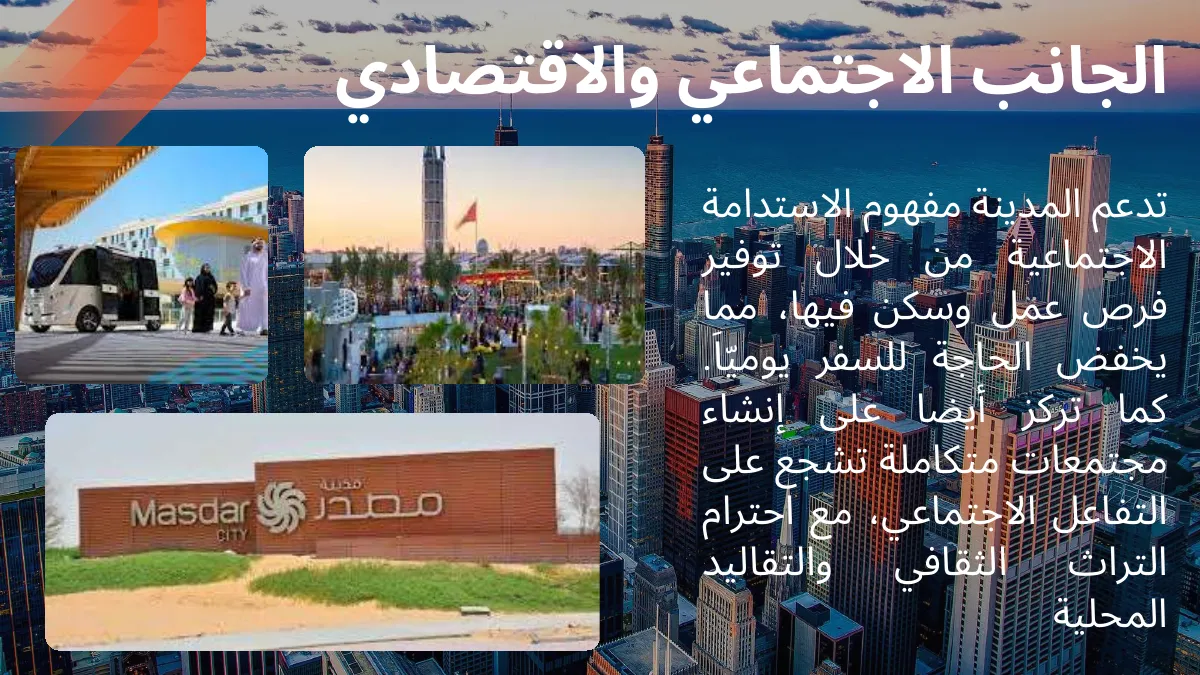 الجانب الاجتماعي والاقتصادي
تدعم المدينة مفهوم الاستدامة
الاجتماعية من خلال توفير
فرص عمل وسكن فيها، مما
يخفض الحاجة للسفر يوميّاَ.
كما تركز أيضا على إنشاء
مجتمعات متكاملة تشجع على
التفاعل الاجتماعي، مع احترام
التراث الثقافي والتقاليد
المحلية
مدينة
مصدر
Masdar
CITY